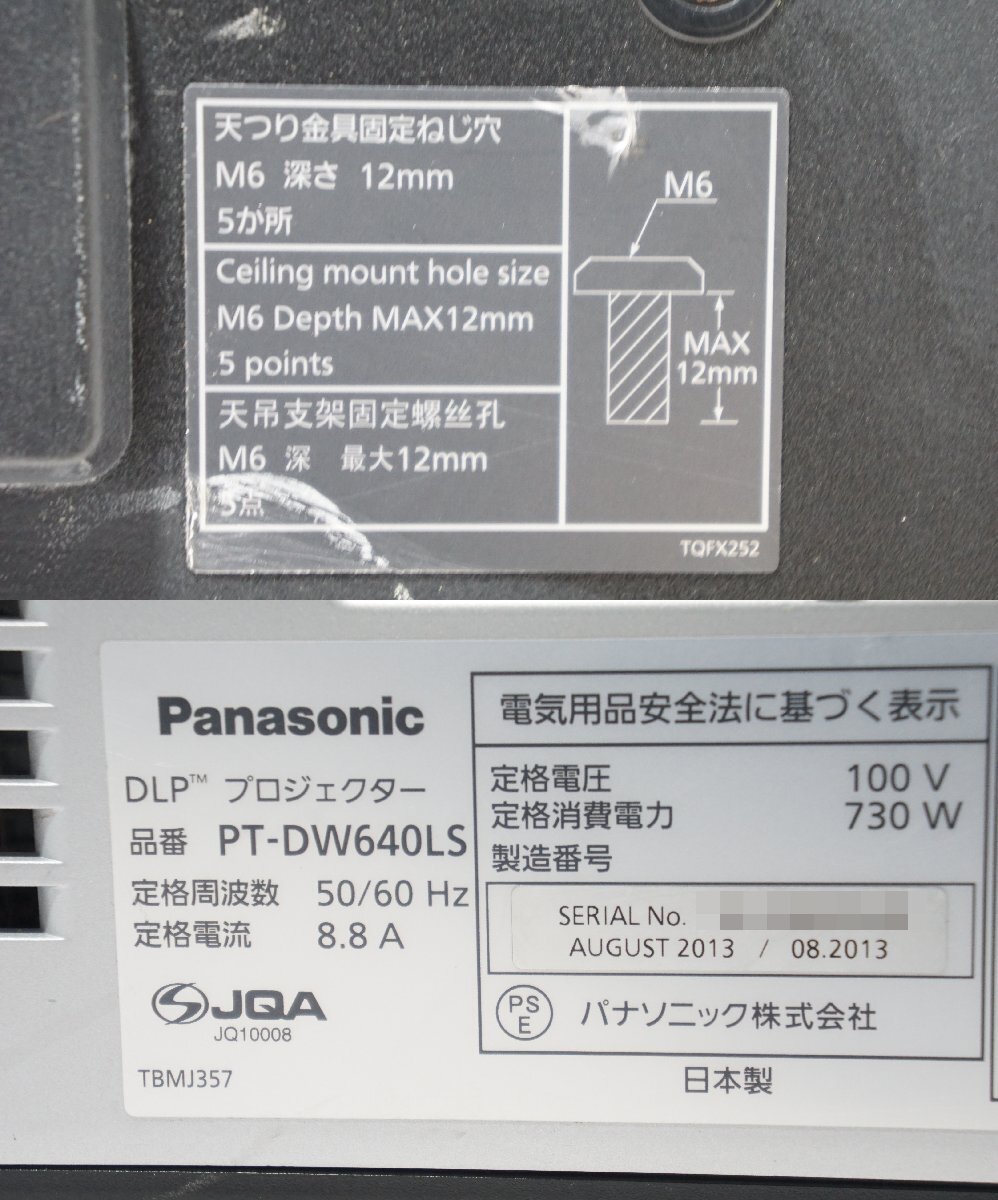 天つり金具固定ねじ穴
M6 深さ 12mm
5か所
Ceiling mount hole size
M6 Depth MAX12mm
5 points
天吊支架固定螺丝孔
M6 深 最大12mm
5点
M6
MAX
12mm
TQFX252
Panasonic
DLP™ プロジェクター
品番 PT-DW640LS
定格周波数 50/60 Hz
定格電流 8.8 A
JQA
JQ10008
TBMJ357
電気用品安全法に基づく表示
定格電圧 100 V
定格消費電力 730 W
製造番号
SERIAL No.
AUGUST 2013 / 08.2013
PS
E
パナソニック株式会社
日本製